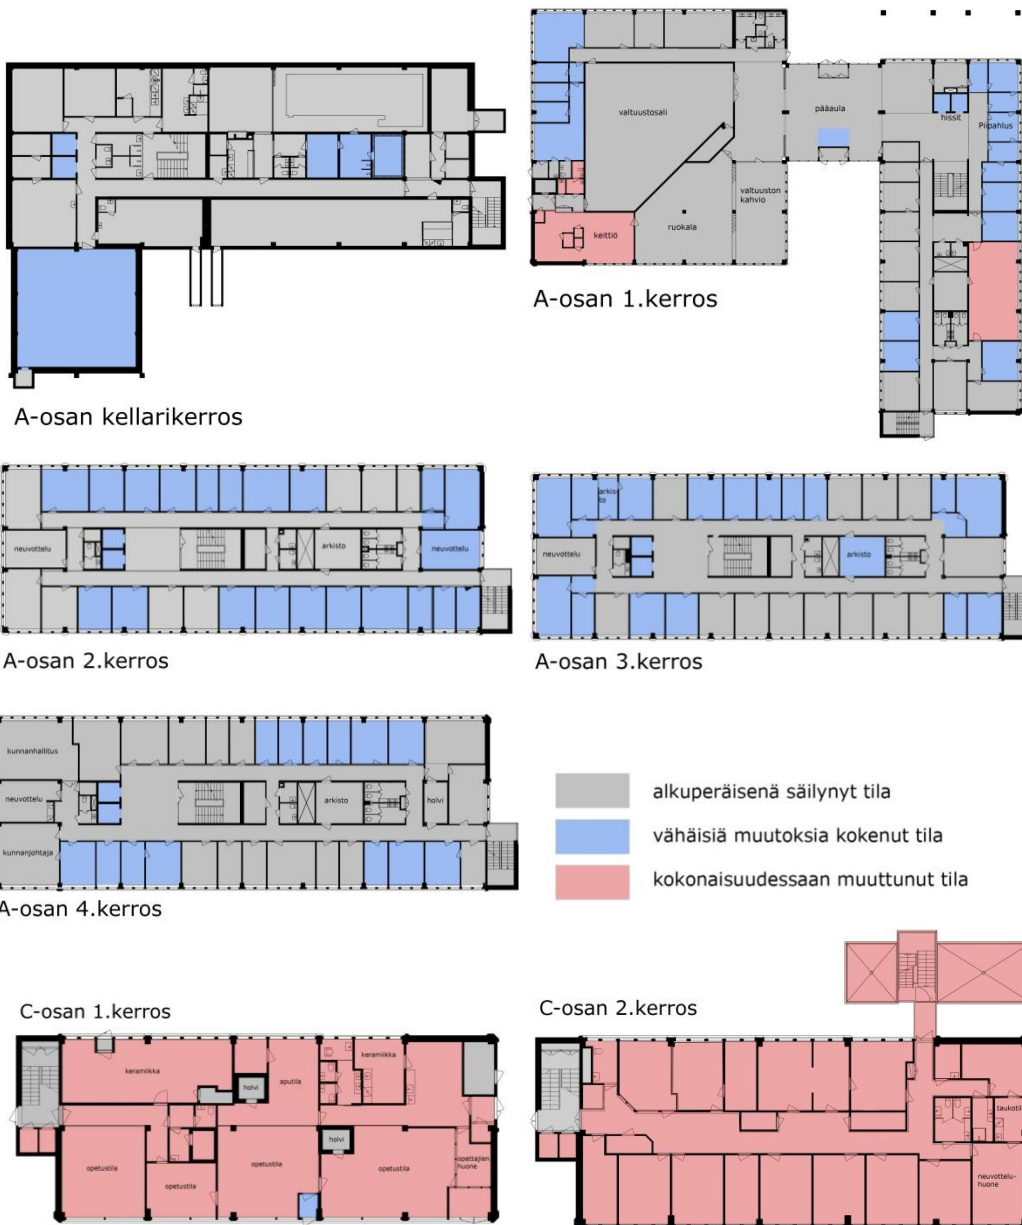 A-osan kellarikerros
valtuustosali
pääaula
hissit
Piipahlus
valtuuston
kahvio
keittiö
ruokala
A-osan 1.kerros
neuvottelu
arkisto
neuvottelu
A-osan 2.kerros
arkis
to
neuvottelu
arkisto
A-osan 3.kerros
kunnanhallitus
neuvottelu
arkisto
holvi
kunnanjohtaja
A-osan 4.kerros
alkuperäisenä säilynyt tila
vähäisiä muutoksia kokenut tila
kokonaisuudessaan muuttunut tila
C-osan 1.kerros
keramiikka
holvi
aputila
keramiikka
holvi
opetustila
opetustila
opetustila
opetustila
opettajien
huone
C-osan 2.kerros
taukotil
neuvottelu-
huone